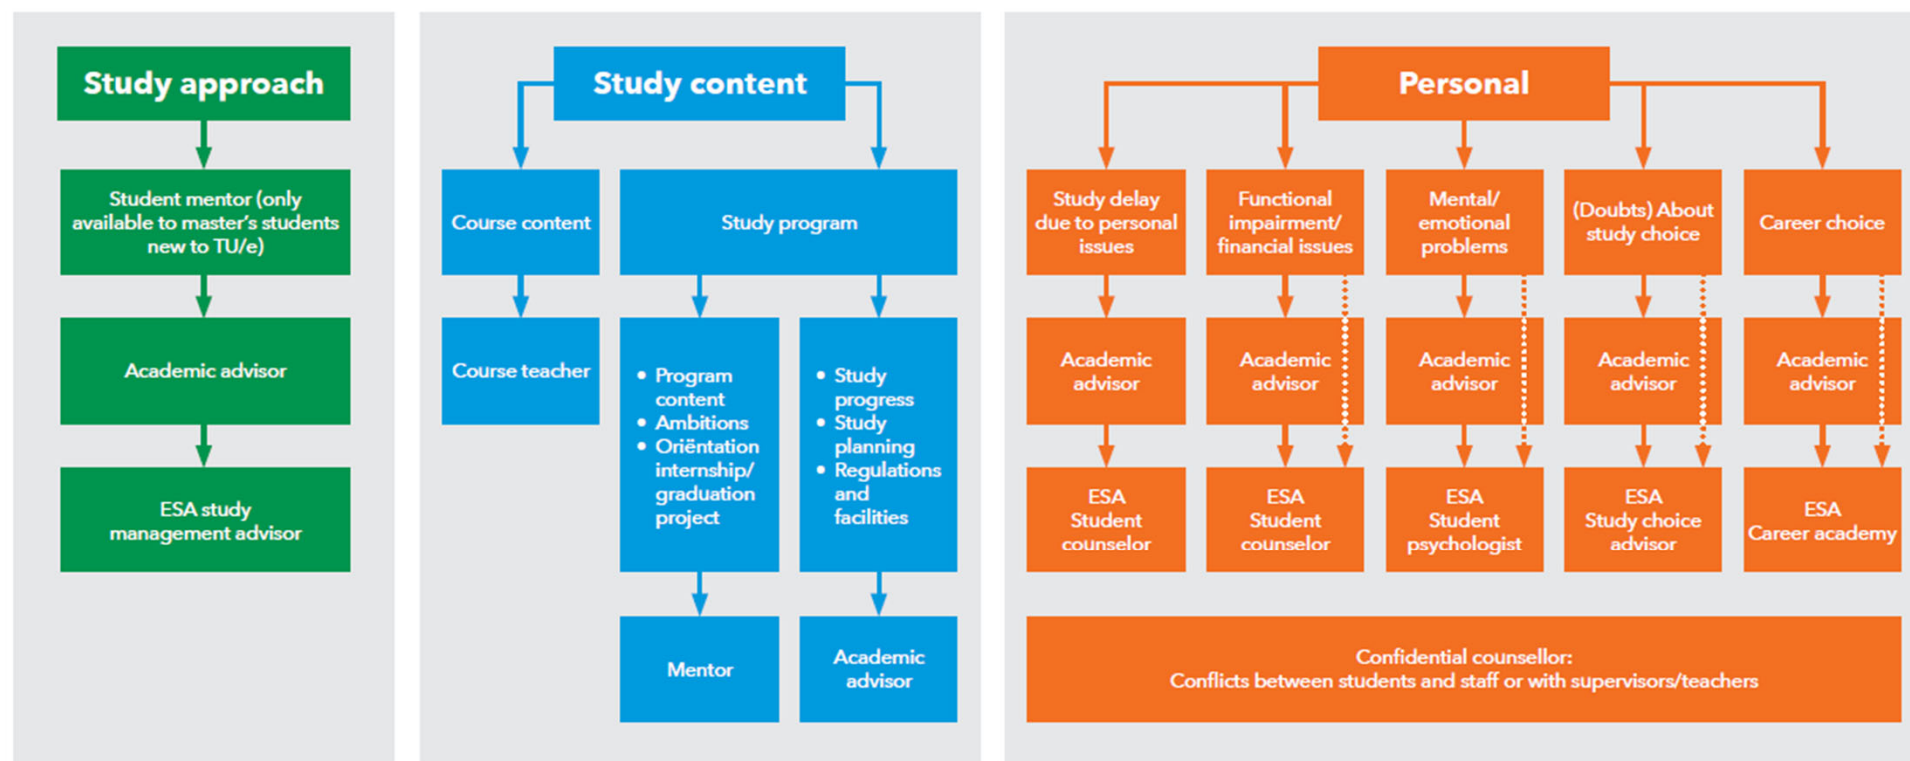 Study approach
Student mentor (only
available to master's students
new to TU/e)
Academic advisor
ESA study
management advisor
Study content
Course content
Course teacher
Study program
• Program
content
• Ambitions
• Oriëntation
internship/
graduation
project
Mentor
• Study
progress
• Study
planning
• Regulations
and
facilities
Academic
advisor
Personal
Study delay
due to personal
issues
Academic
advisor
ESA
Student
counselor
Functional
impairment/
financial issues
Academic
advisor
ESA
Student
counselor
Mental/
emotional
problems
Academic
advisor
ESA
Student
psychologist
(Doubts) About
study choice
Academic
advisor
ESA
Study choice
advisor
Career choice
Academic
advisor
ESA
Career academy
Confidential counsellor:
Conflicts between students and staff or with supervisors/teachers